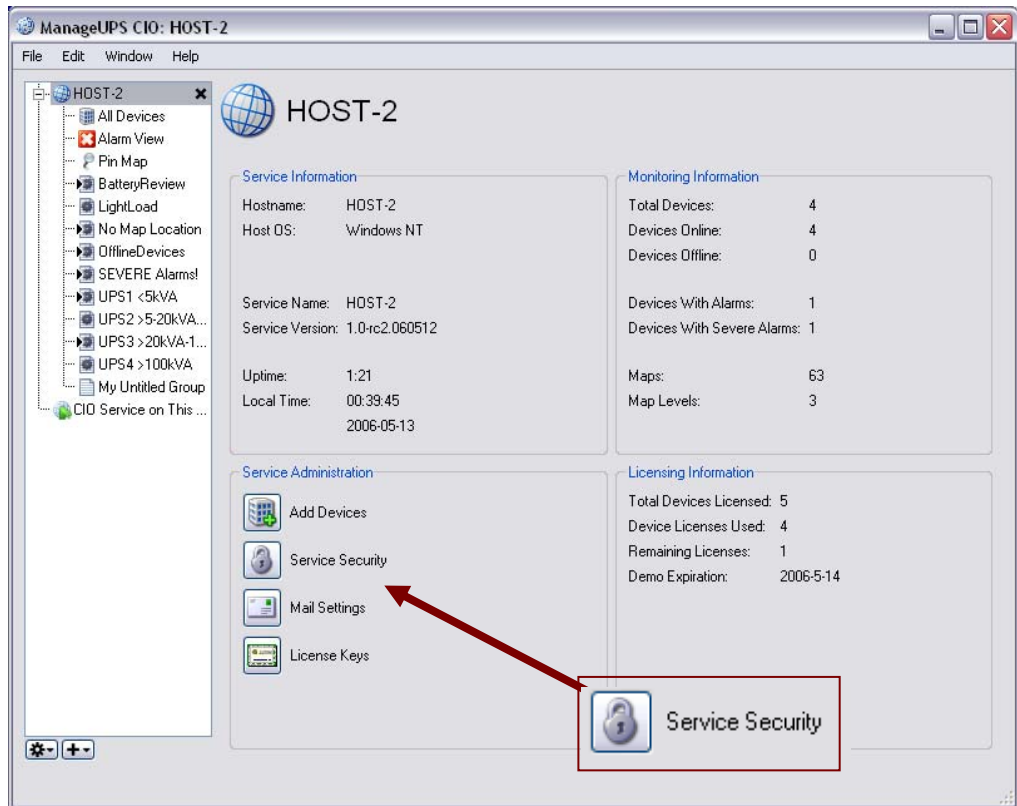 ManageUPS CIO: HOST-2
File Edit Window Help
HOST-2
All Devices
Alarm View
Pin Map
BatteryReview
LightLoad
No Map Location
OfflineDevices
SEVERE Alarms!
UPS1 <5kVA
UPS2 >5-20kVA...
UPS3 >20kVA-1...
UPS4 >100kVA
My Untitled Group
CIO Service on This ...
HOST-2
Service Information
Hostname: HOST-2
Host OS: Windows NT
Service Name: HOST-2
Service Version: 1.0-rc2.060512
Uptime: 1:21
Local Time: 00:39:45
2006-05-13
Monitoring Information
Total Devices: 4
Devices Online: 4
Devices Offline: 0
Devices With Alarms: 1
Devices With Severe Alarms: 1
Maps: 63
Map Levels: 3
Service Administration
Add Devices
Service Security
Mail Settings
License Keys
Licensing Information
Total Devices Licensed: 5
Device Licenses Used: 4
Remaining Licenses: 1
Demo Expiration: 2006-5-14
Service Security